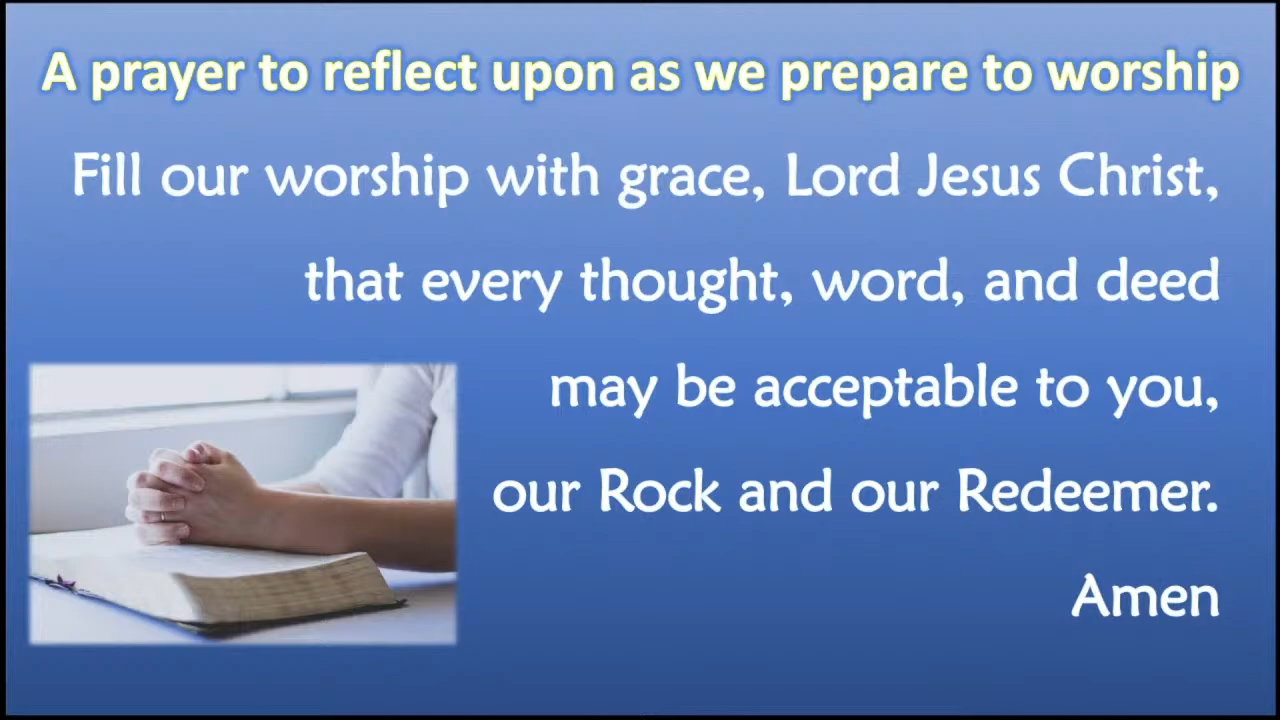 A prayer to reflect upon as we prepare to worship
Fill our worship with grace, Lord Jesus Christ,
that every thought, word, and deed
may be acceptable to you,
our Rock and our Redeemer.
Amen